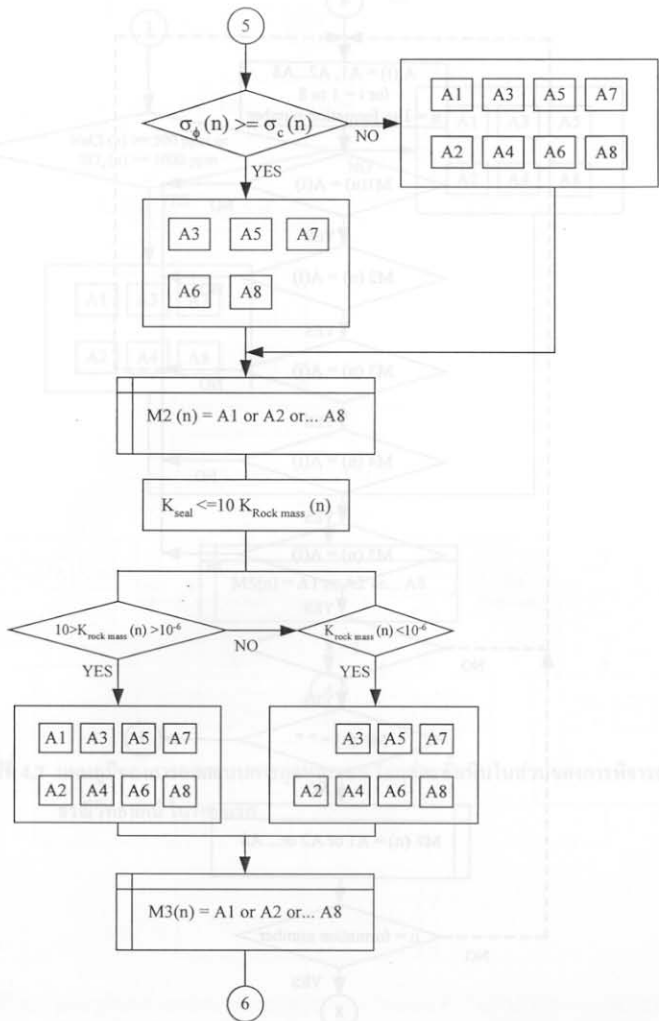 5
σϕ (n) >= σc (n)
NO
YES
A1 A3 A5 A7
A2 A4 A6 A8
A3 A5 A7
A6 A8
M2 (n) = A1 or A2 or... A8
Kseal <=10 KRock mass (n)
10>Krock mass (n) >10-6
NO
Krock mass (n) <10-6
YES
YES
A1 A3 A5 A7
A2 A4 A6 A8
A3 A5 A7
A2 A4 A6 A8
M3(n) = A1 or A2 or... A8
6